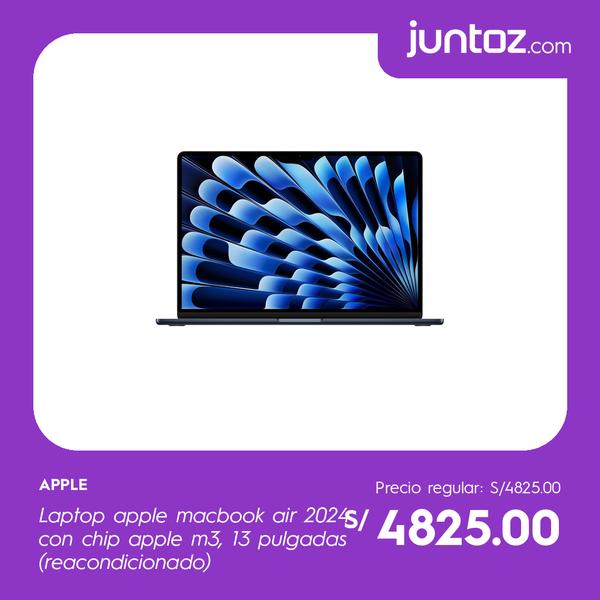 juntoz.com
APPLE
Laptop apple macbook air 2024
con chip apple m3, 13 pulgadas
(reacondicionado)
Precio regular: S/4825.00
S/ 4825.00